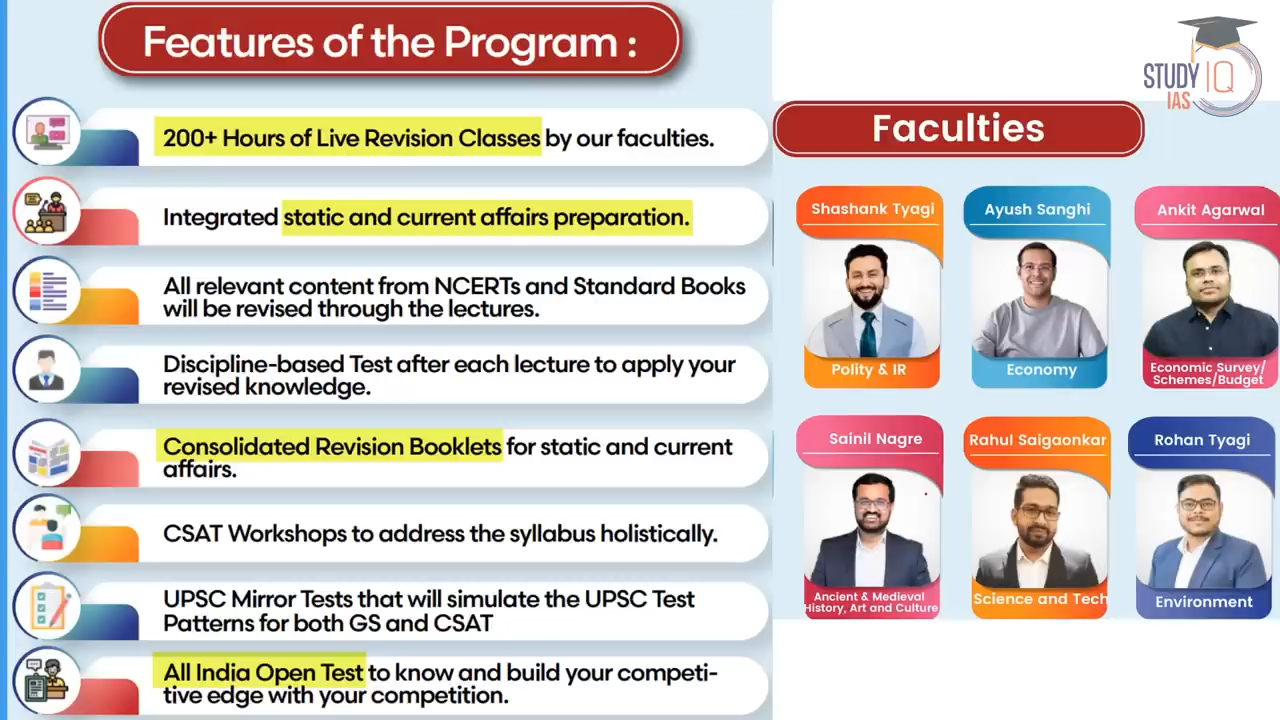 Features of the Program :
200+ Hours of Live Revision Classes by our faculties.
Integrated static and current affairs preparation.
All relevant content from NCERTs and Standard Books
will be revised through the lectures.
Discipline-based Test after each lecture to apply your
revised knowledge.
Consolidated Revision Booklets for static and current
affairs.
CSAT Workshops to address the syllabus holistically.
UPSC Mirror Tests that will simulate the UPSC Test
Patterns for both GS and CSAT
All India Open Test to know and build your competi-
tive edge with your competition.
STUDY IQ
IAS
Faculties
Shashank Tyagi
Polity & IR
Ayush Sanghi
Economy
Ankit Agarwal
Economic Survey/
Schemes/Budget
Sainil Nagre
Ancient & Medieval
History, Art and Culture
Rahul Saigaonkar
Science and Tech
Rohan Tyagi
Environment